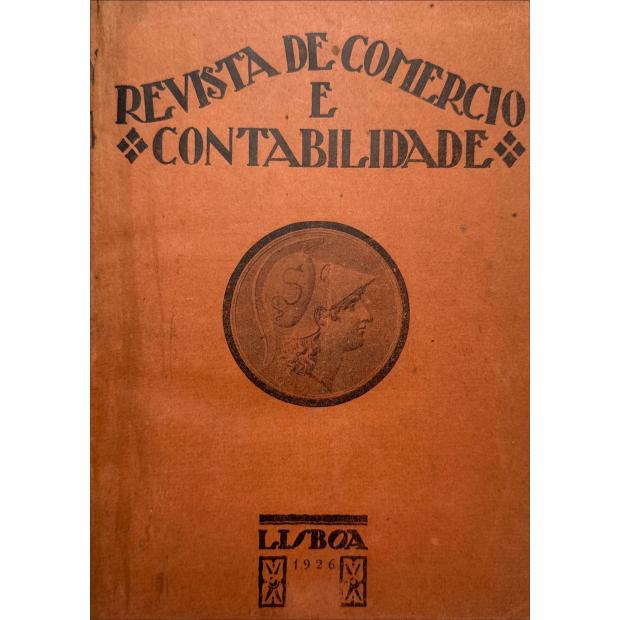 REVISTA DE COMERCIO
E
CONTABILIDADE
LISBOA
1926